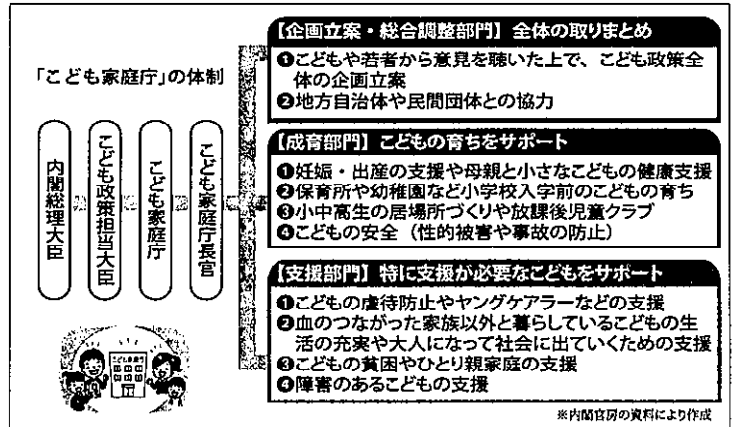 「こども家庭庁」の体制
内閣総理大臣
こども政策担当大臣
こども家庭庁
こども家庭庁長官
こども家庭庁
【企画立案・総合調整部門】全体の取りまとめ
❶こどもや若者から意見を聴いた上で、こども政策全
体の企画立案
❷地方自治体や民間団体との協力
【成育部門】こどもの育ちをサポート
❶妊娠・出産の支援や母親と小さなこどもの健康支援
❷保育所や幼稚園など小学校入学前のこどもの育ち
❸小中高生の居場所づくりや放課後児童クラブ
❹こどもの安全（性的被害や事故の防止）
【支援部門】特に支援が必要なこどもをサポート
❶こどもの虐待防止やヤングケアラーなどの支援
❷血のつながった家族以外と暮らしているこどもの生
活の充実や大人になって社会に出ていくための支援
❸こどもの貧困やひとり親家庭の支援
❹障害のあるこどもの支援
※内閣官房の資料により作成